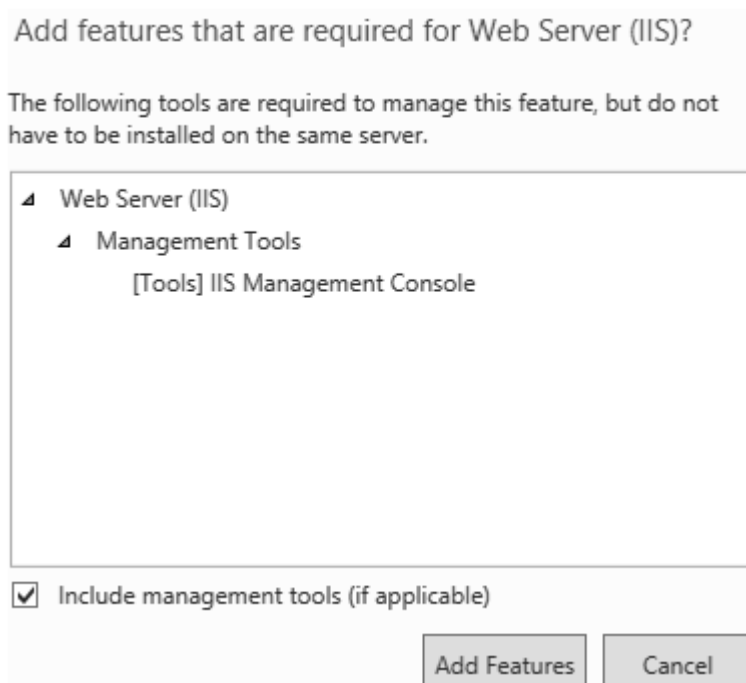 Add features that are required for Web Server (IIS)?
The following tools are required to manage this feature, but do not
have to be installed on the same server.
Web Server (IIS)
Management Tools
[Tools] IIS Management Console
Include management tools (if applicable)
Add Features
Cancel